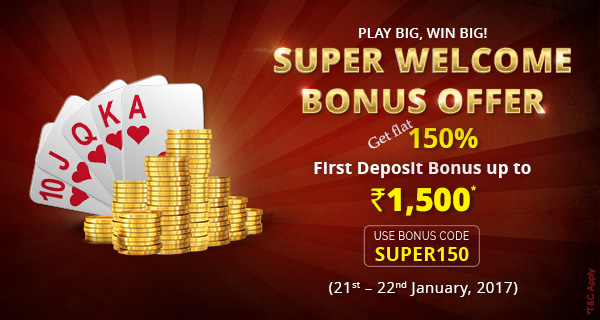 PLAY BIG, WIN BIG!
SUPER WELCOME
BONUS OFFER
Get flat 150%
First Deposit Bonus up to
₹1,500*
USE BONUS CODE
SUPER150
(21st – 22nd January, 2017)
10 J Q K A
*T&C Apply